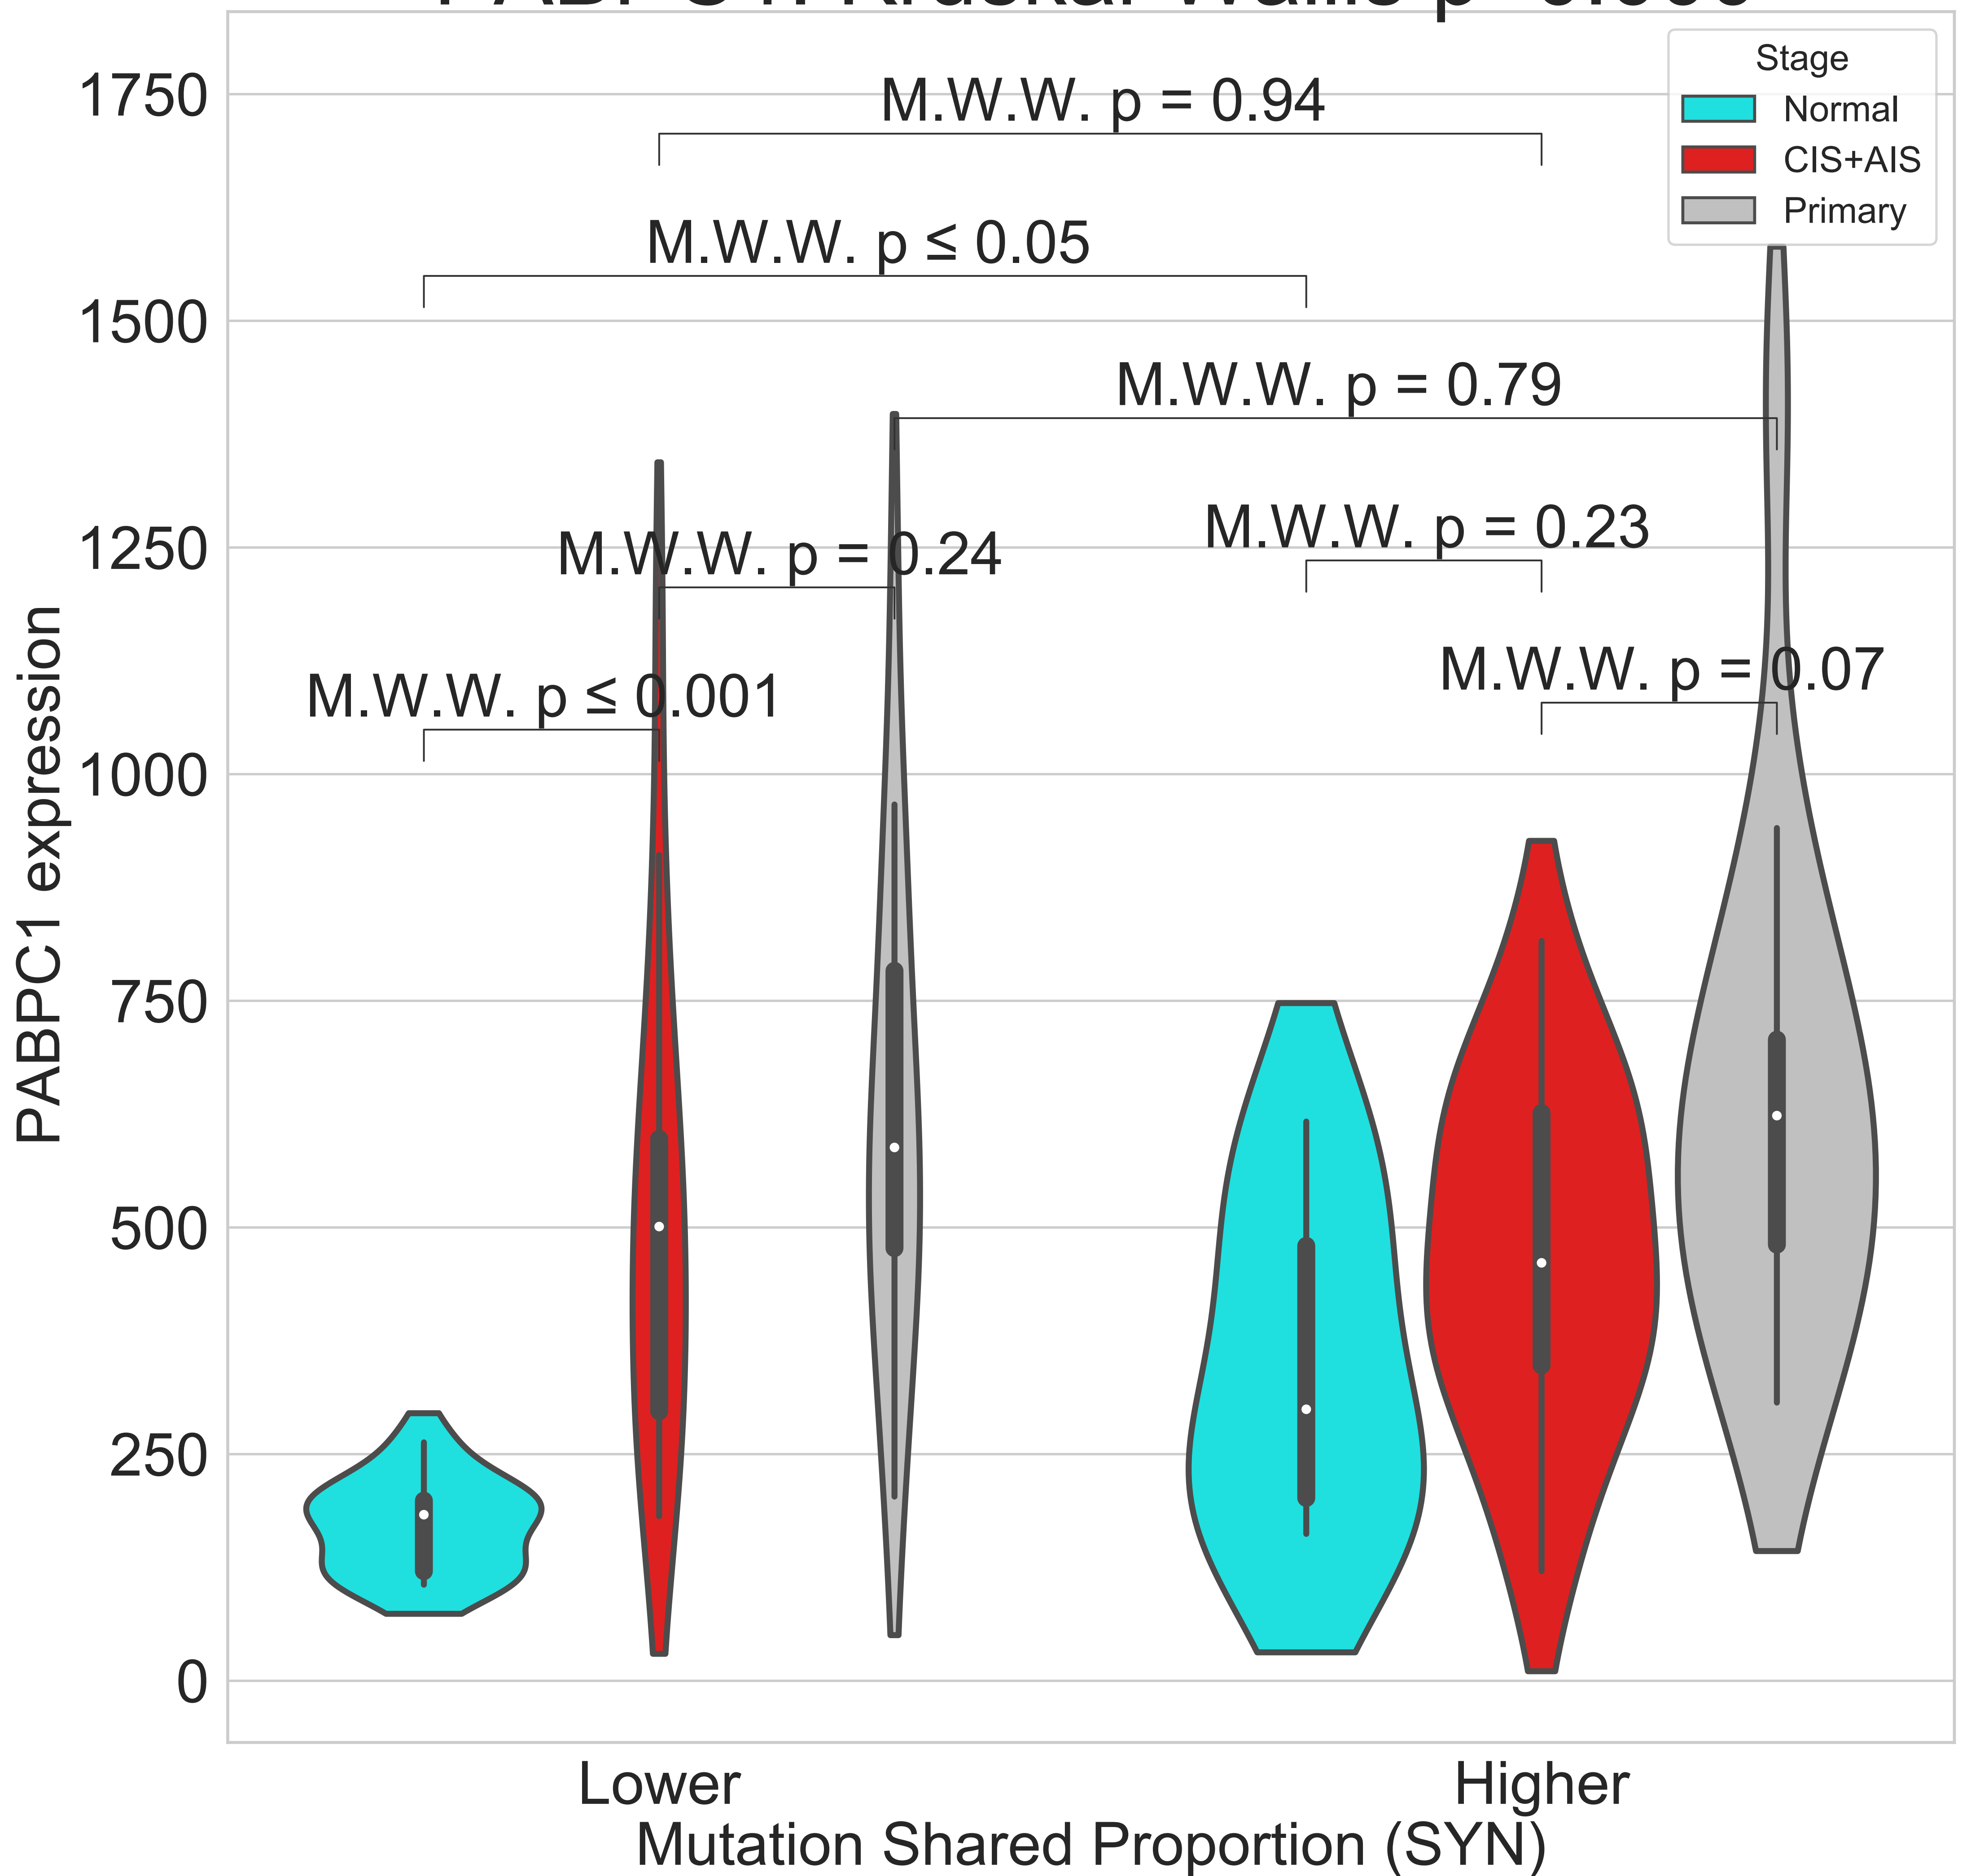 M.W.W. p = 0.94
M.W.W. p ≤ 0.05
M.W.W. p = 0.79
M.W.W. p = 0.24
M.W.W. p = 0.23
M.W.W. p ≤ 0.001
M.W.W. p = 0.07
Stage
Normal
CIS+AIS
Primary
1750
1500
1250
1000
750
500
250
0
PABPC1 expression
Lower
Higher
Mutation Shared Proportion (SYN)